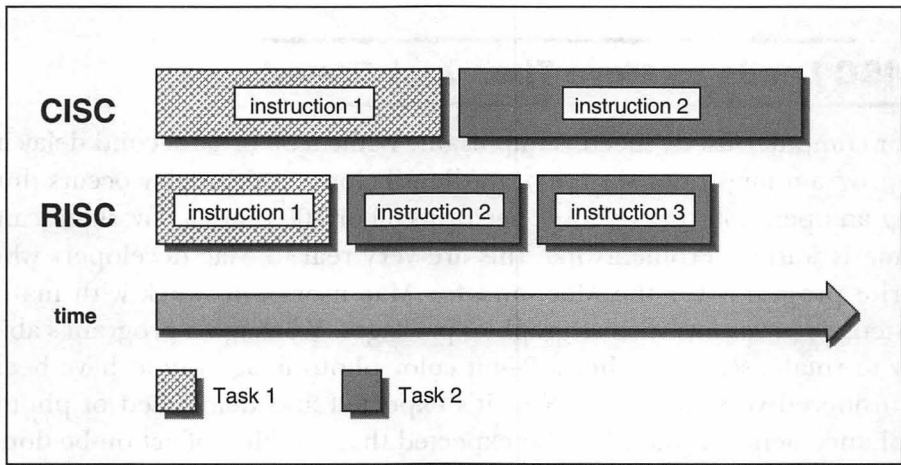 CISC
instruction 1
instruction 2
RISC
instruction 1
instruction 2
instruction 3
time
Task 1
Task 2